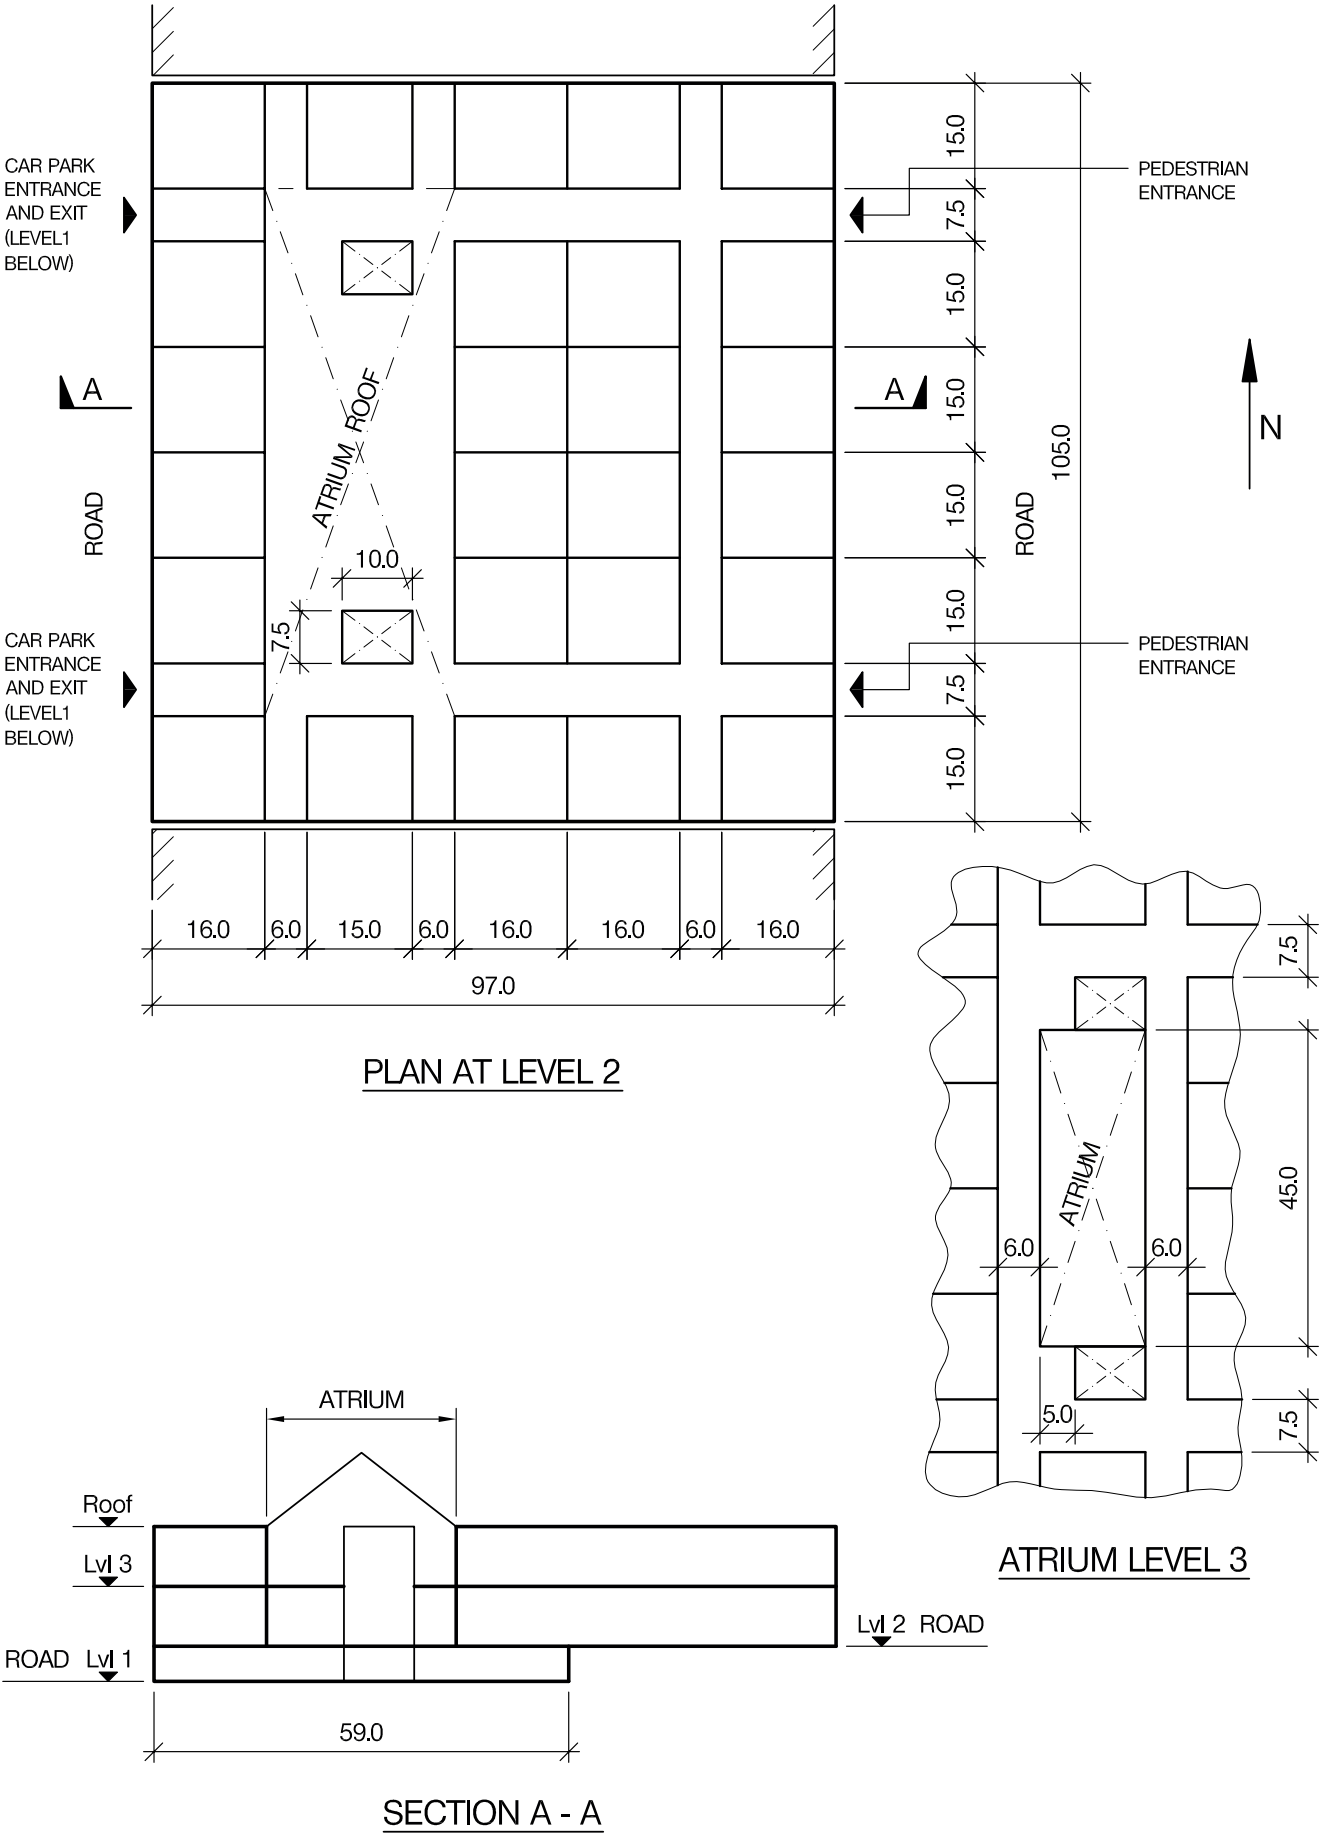 CAR PARK
ENTRANCE
AND EXIT
(LEVEL1
BELOW)
15.0
PEDESTRIAN
ENTRANCE
7.5
15.0
A
A
ATRIUM ROOF
15.0
N
105.0
ROAD
ROAD
15.0
10.0
7.5
15.0
CAR PARK
ENTRANCE
AND EXIT
(LEVEL1
BELOW)
PEDESTRIAN
ENTRANCE
7.5
15.0
16.0 6.0 15.0 6.0 16.0 16.0 6.0 16.0
97.0
PLAN AT LEVEL 2
7.5
ATRIUM
45.0
6.0 6.0
5.0
7.5
ATRIUM LEVEL 3
ATRIUM
Roof
Lvl 3
Lvl 2 ROAD
ROAD Lvl 1
59.0
SECTION A - A